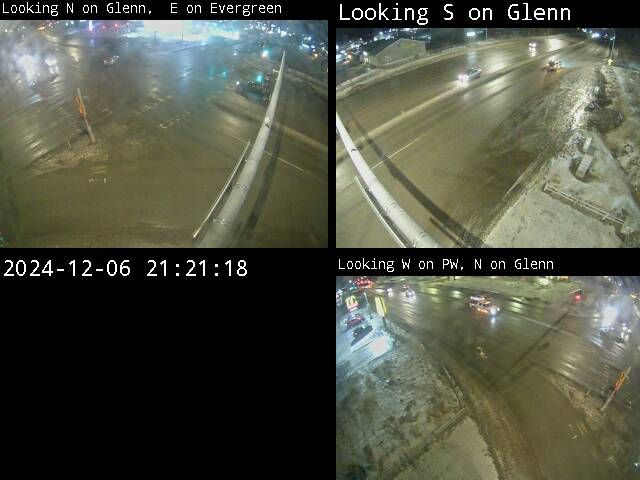 Looking N on Glenn,  E on Evergreen
Looking S on Glenn
2024-12-06 21:21:18
Looking W on PW, N on Glenn